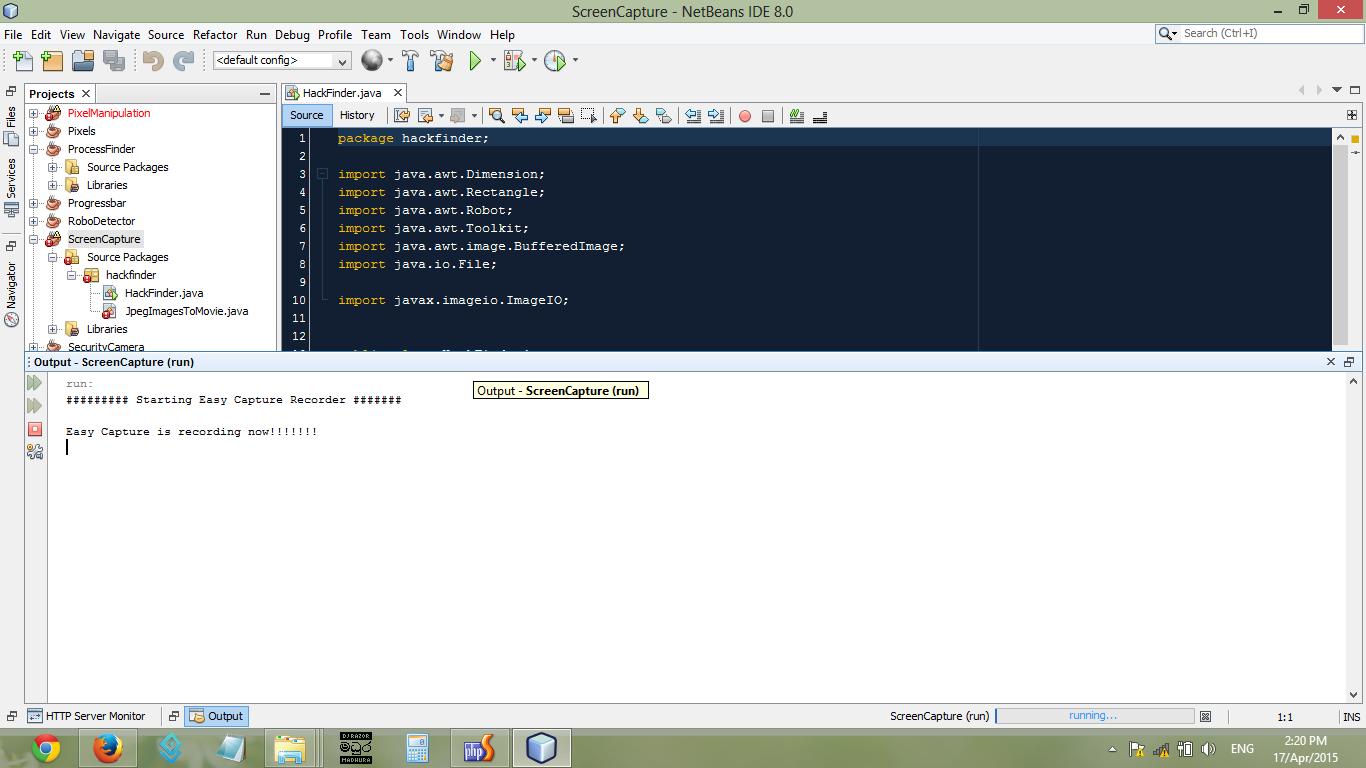 ScreenCapture - NetBeans IDE 8.0
File Edit View Navigate Source Refactor Run Debug Profile Team Tools Window Help
Search (Ctrl+I)
<default config>
Files
Services
Navigator
Projects
PixelManipulation
Pixels
ProcessFinder
Source Packages
Libraries
Progressbar
RoboDetector
ScreenCapture
Source Packages
hackfinder
HackFinder.java
JpegImagesToMovie.java
Libraries
SecurityCamera
HackFinder.java
Source History
1 package hackfinder;
2
3 import java.awt.Dimension;
4 import java.awt.Rectangle;
5 import java.awt.Robot;
6 import java.awt.Toolkit;
7 import java.awt.image.BufferedImage;
8 import java.io.File;
9
10 import javax.imageio.ImageIO;
11
12
Output - ScreenCapture (run)
run:
######### Starting Easy Capture Recorder #######
Easy Capture is recording now!!!!!!!
Output - ScreenCapture (run)
HTTP Server Monitor
Output
ScreenCapture (run)
running...
1:1
INS
DJ RAZOR
මධුර
MADHURA
php
ENG
2:20 PM
17/Apr/2015